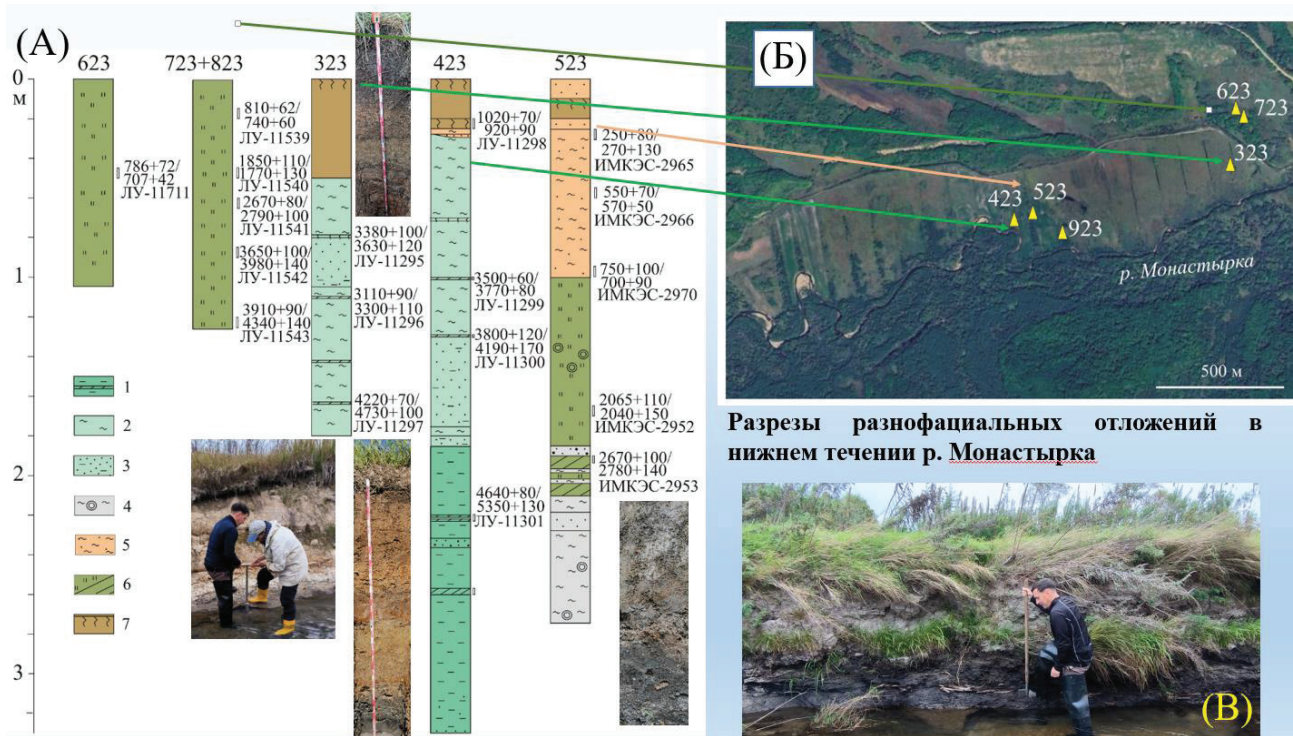 (А)
623
723+823
323
423
523
0
м
1
2
3
786+72/
707+42
ЛУ-11711
810+62/
740+60
ЛУ-11539
1850+110/
1770+130
ЛУ-11540
2670+80/
2790+100
ЛУ-11541
3650+100/
3980+140
ЛУ-11542
3910+90/
4340+140
ЛУ-11543
3380+100/
3630+120
ЛУ-11295
3110+90/
3300+110
ЛУ-11296
4220+70/
4730+100
ЛУ-11297
1020+70/
920+90
ЛУ-11298
3500+60/
3770+80
ЛУ-11299
3800+120/
4190+170
ЛУ-11300
4640+80/
5350+130
ЛУ-11301
250+80/
270+130
ИМКЭС-2965
550+70/
570+50
ИМКЭС-2966
750+100/
700+90
ИМКЭС-2970
2065+110/
2040+150
ИМКЭС-2952
2670+100/
2780+140
ИМКЭС-2953
1
2
3
4
5
6
7
(Б)
623
723
323
423
523
923
р. Монастырка
500 м
Разрезы разнофациальных отложений в
нижнем течении р. Монастырка
(В)